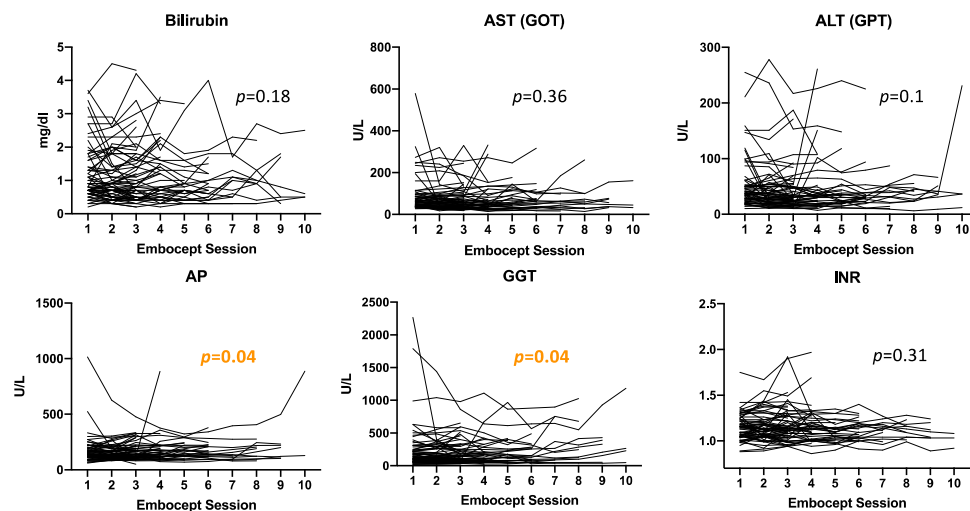 Bilirubin
5
4
3
2
1
0
mg/dl
p=0.18
1 2 3 4 5 6 7 8 9 10
Embocept Session
AST (GOT)
800
600
400
200
0
U/L
p=0.36
1 2 3 4 5 6 7 8 9 10
Embocept Session
ALT (GPT)
300
200
100
0
U/L
p=0.1
1 2 3 4 5 6 7 8 9 10
Embocept Session
AP
1500
1000
500
0
U/L
p=0.04
1 2 3 4 5 6 7 8 9 10
Embocept Session
GGT
2500
2000
1500
1000
500
0
U/L
p=0.04
1 2 3 4 5 6 7 8 9 10
Embocept Session
INR
2.5
2.0
1.5
1.0
p=0.31
1 2 3 4 5 6 7 8 9 10
Embocept Session